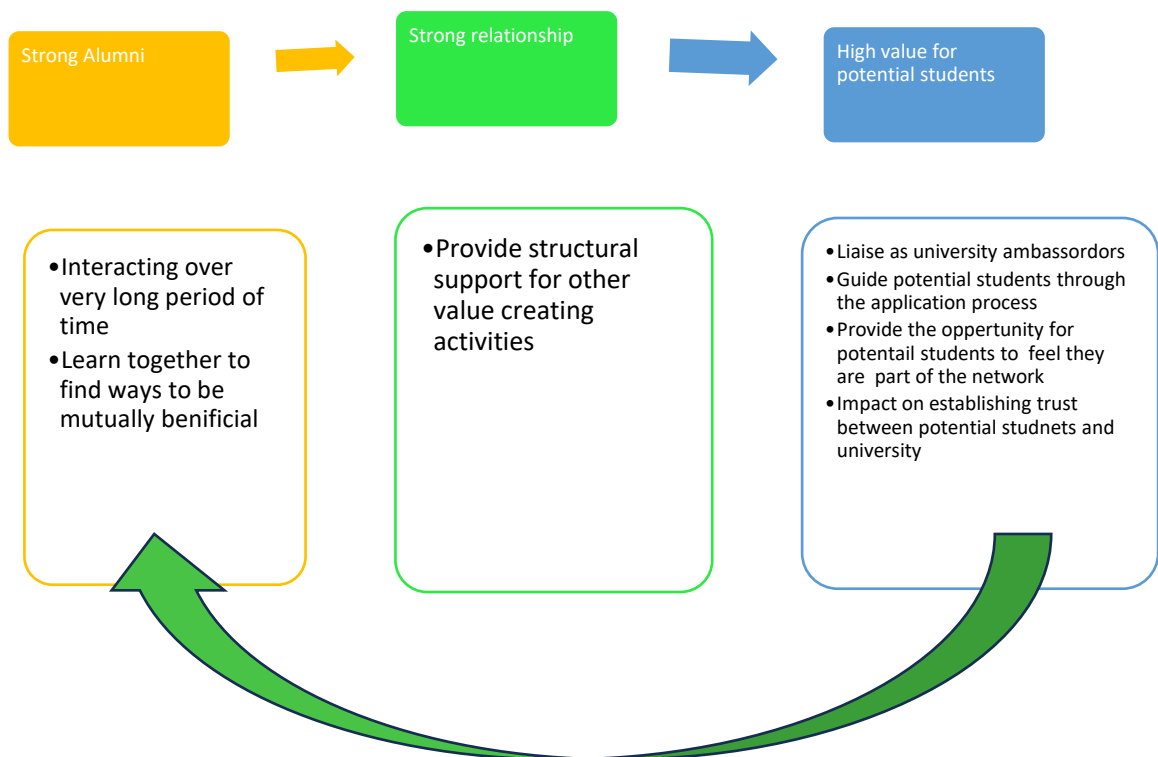 Strong Alumni
Strong relationship
High value for
potential students
•Interacting over
very long period of
time
•Learn together to
find ways to be
mutually benificial
•Provide structural
support for other
value creating
activities
•Liaise as university ambassordors
•Guide potential students through
the application process
•Provide the opportunity for
potentail students to feel they
are part of the network
•Impact on establishing trust
between potential studnets and
university